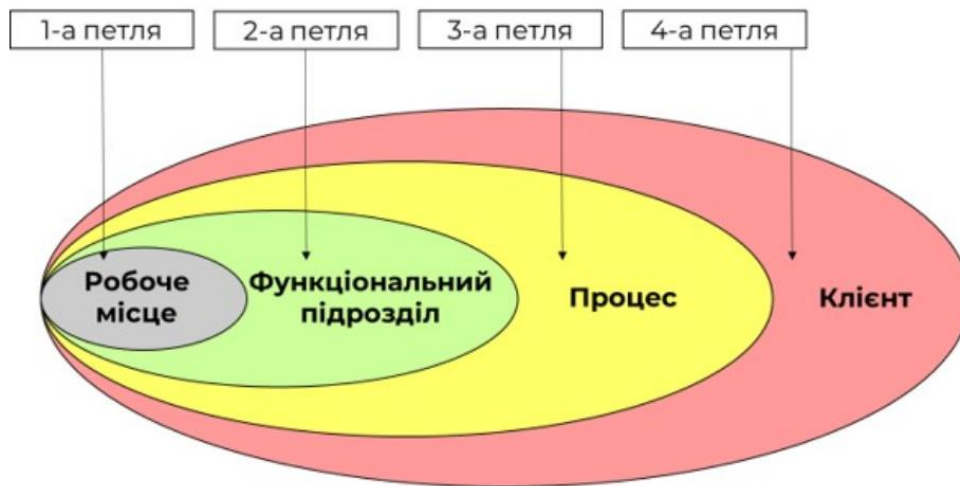 1-а петля
2-а петля
3-а петля
4-а петля
Робоче
місце
Функціональний
підрозділ
Процес
Клієнт